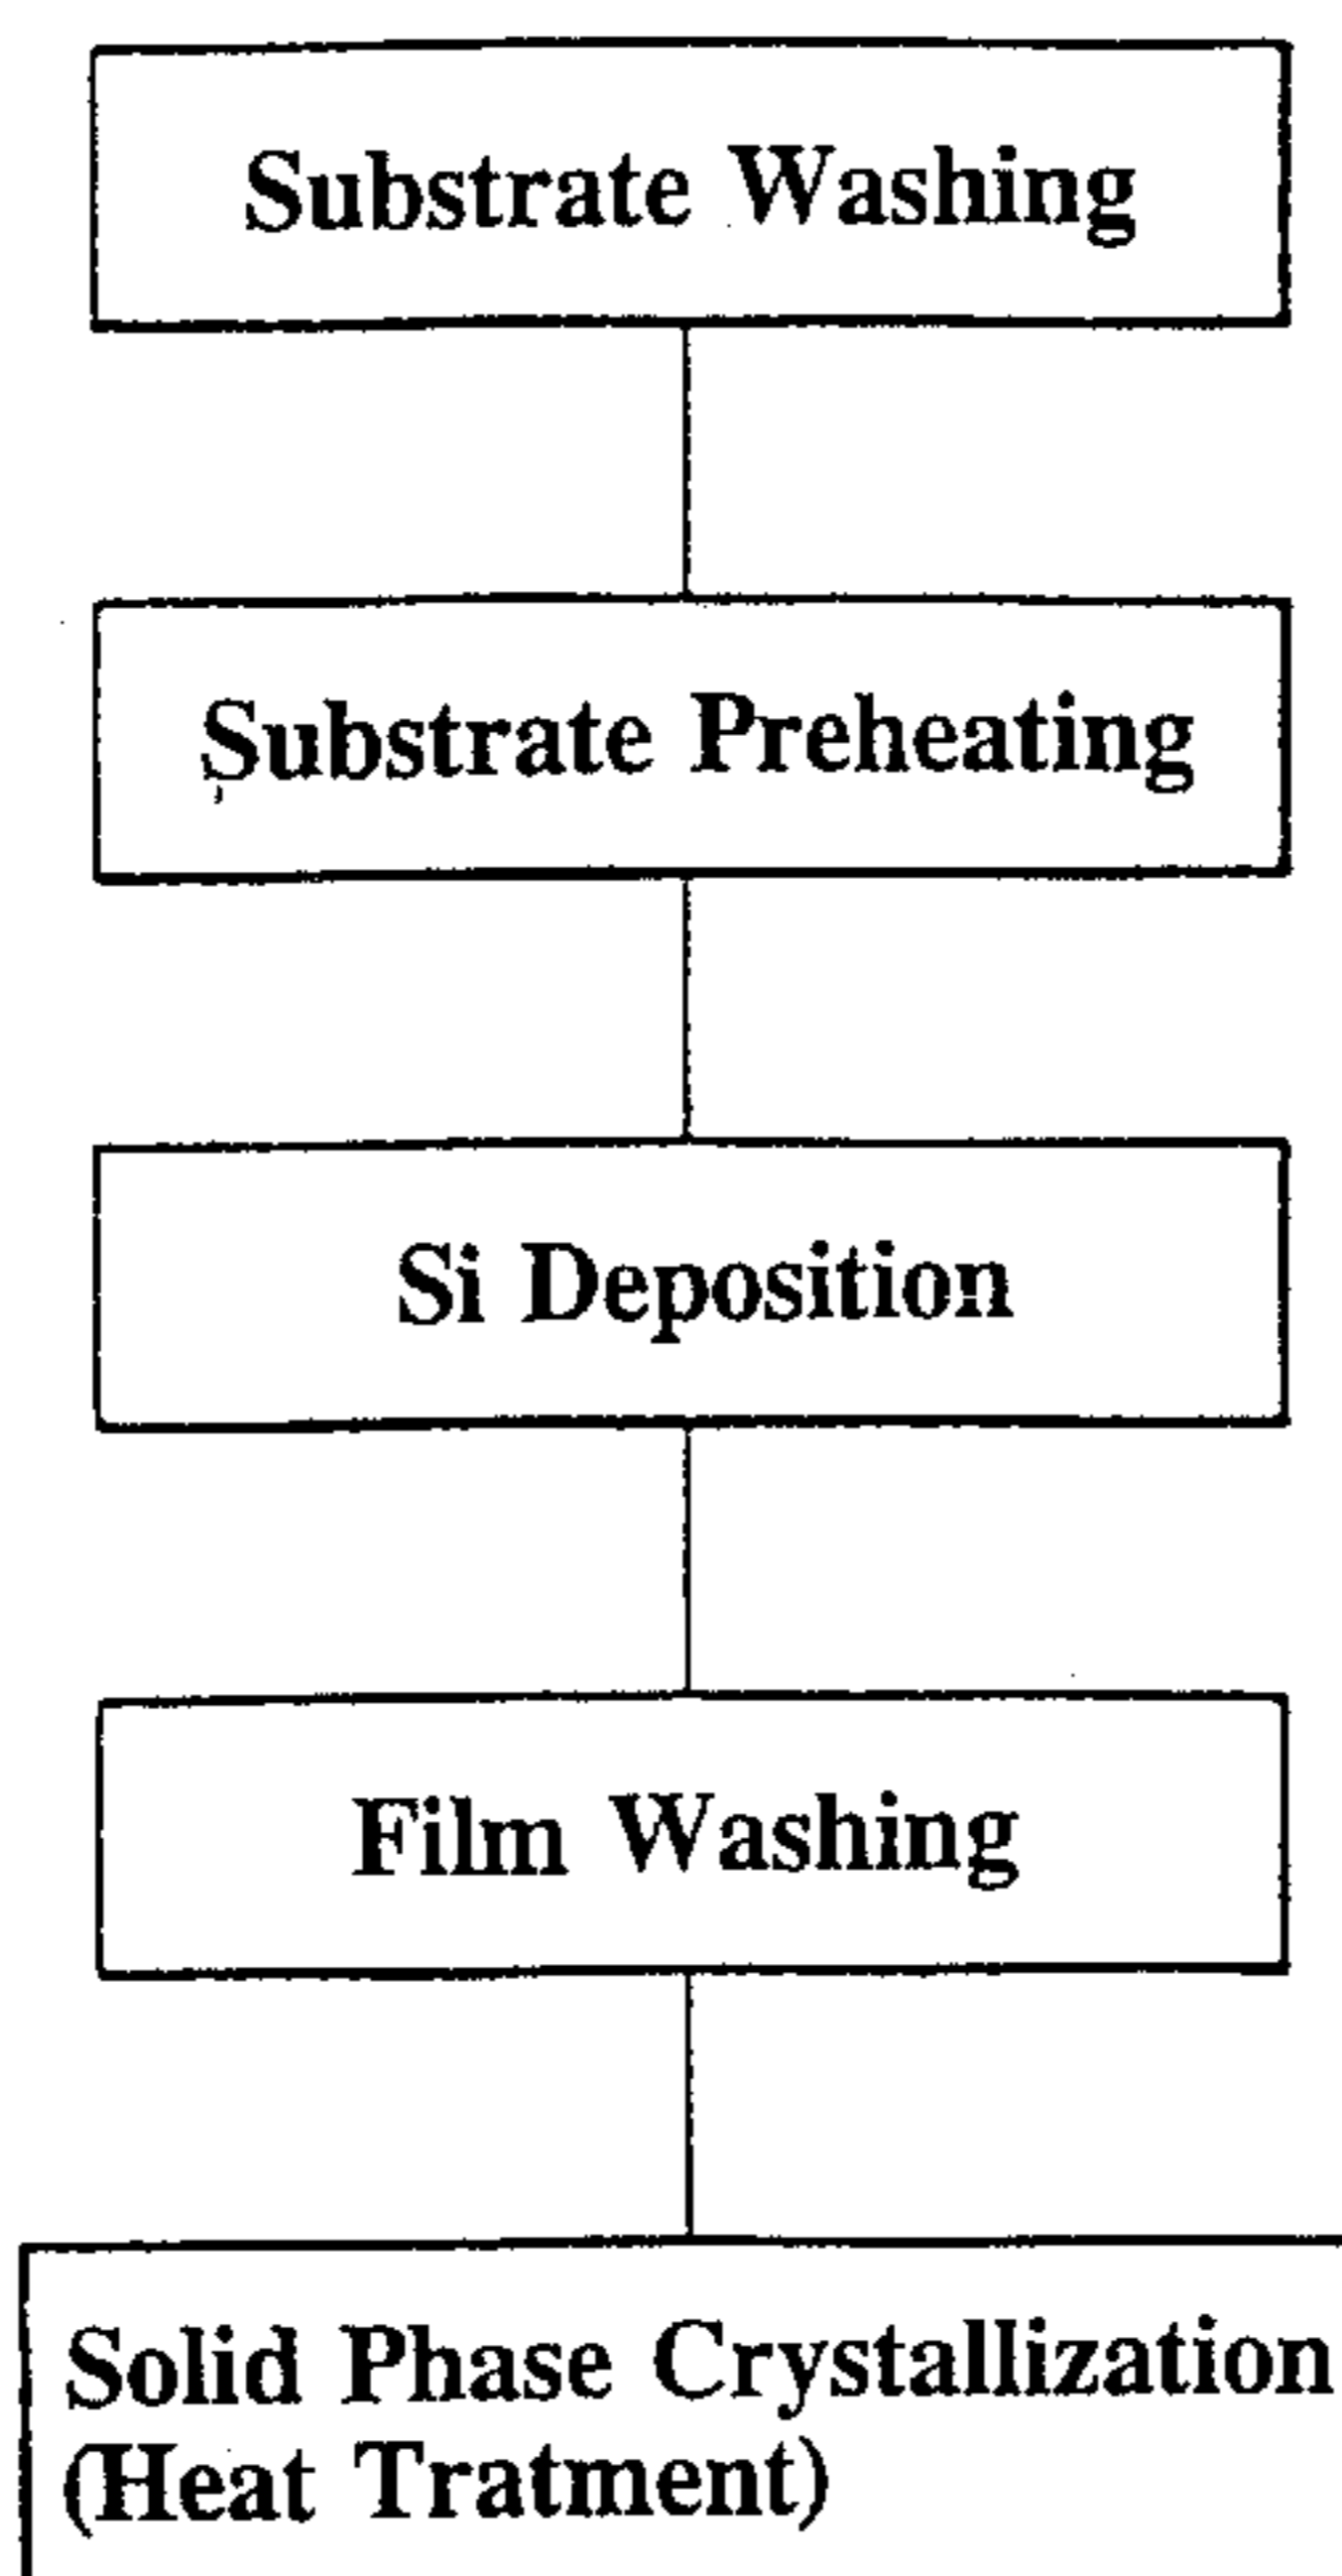 Substrate Washing
Substrate Preheating
Si Deposition
Film Washing
Solid Phase Crystallization
(Heat Tratment)